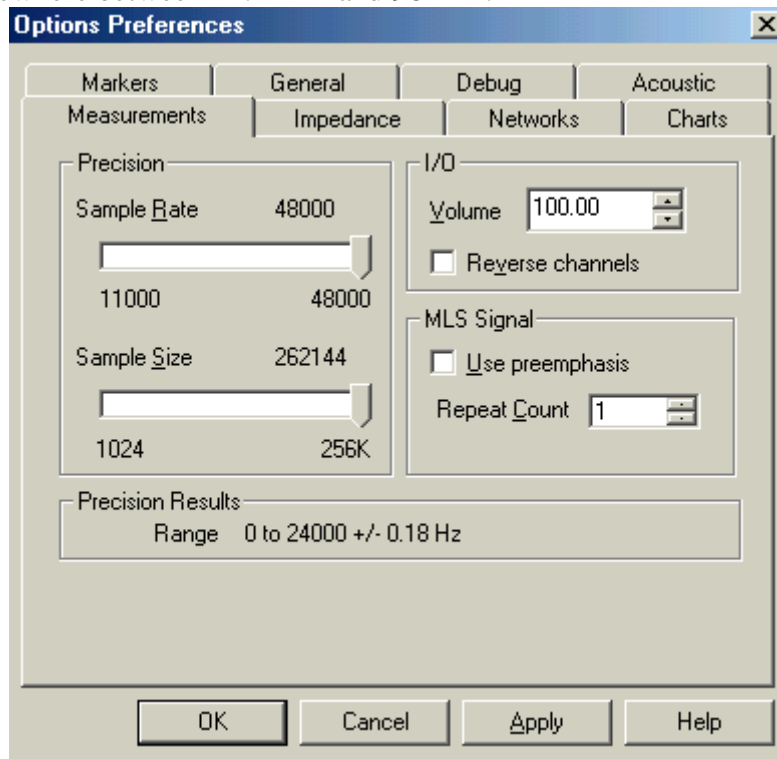 Options Preferences
Markers General Debug Acoustic
Measurements Impedance Networks Charts
Precision
Sample Rate 48000
11000 48000
Sample Size 262144
1024 256K
I/O
Volume 100.00
Reverse channels
MLS Signal
Use preemphasis
Repeat Count 1
Precision Results
Range 0 to 24000 +/- 0.18 Hz
OK Cancel Apply Help